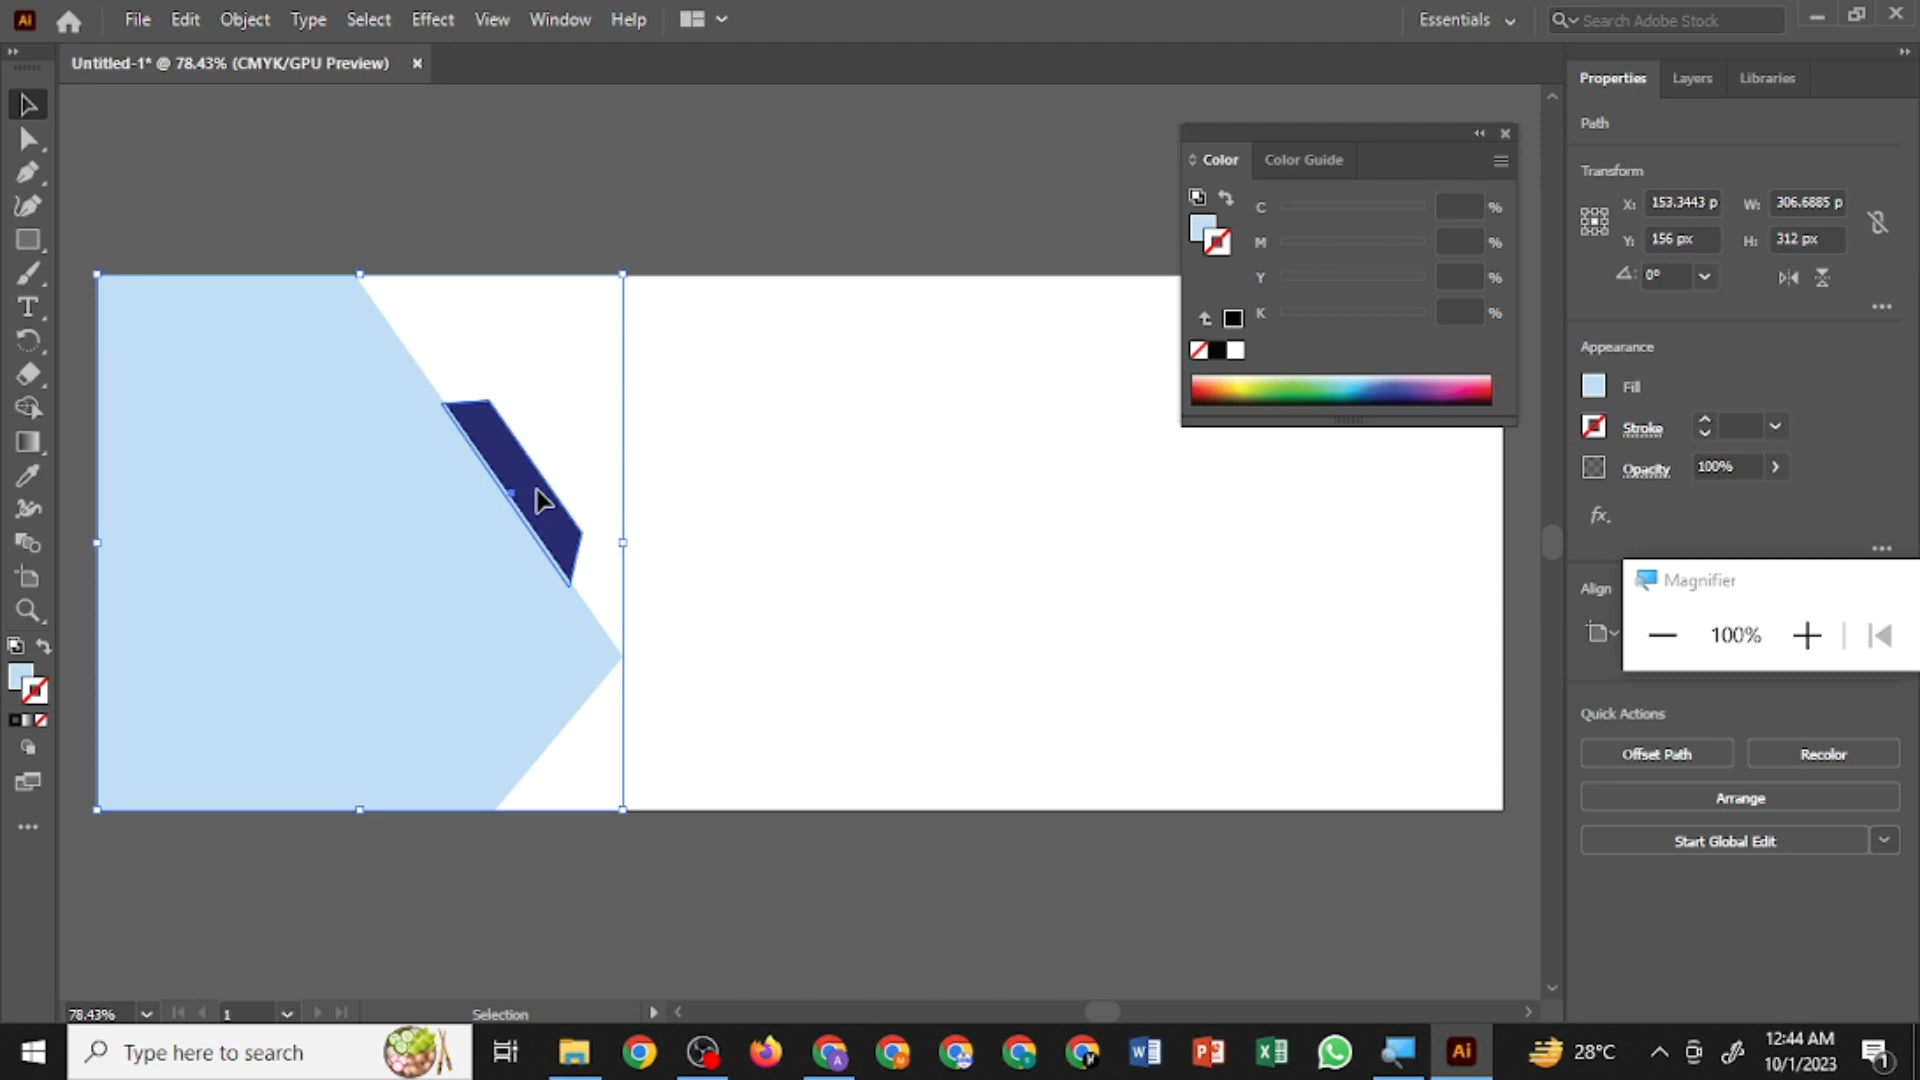 Ai File Edit Object Type Select Effect View Window Help Essentials Search Adobe Stock
Untitled-1* @ 78.43% (CMYK/GPU Preview)
Properties Layers Libraries
Path
Transform
X: 153.3443 p W: 306.6885 p
Y: 156 px H: 312 px
0°
Color Color Guide
C %
M %
Y %
K %
Appearance
Fill
Stroke
Opacity 100%
fx.
Align
Magnifier
100%
Quick Actions
Offset Path Recolor
Arrange
Start Global Edit
78.43% 1 Selection
Type here to search
Ai
28°C
12:44 AM
10/1/2023
1